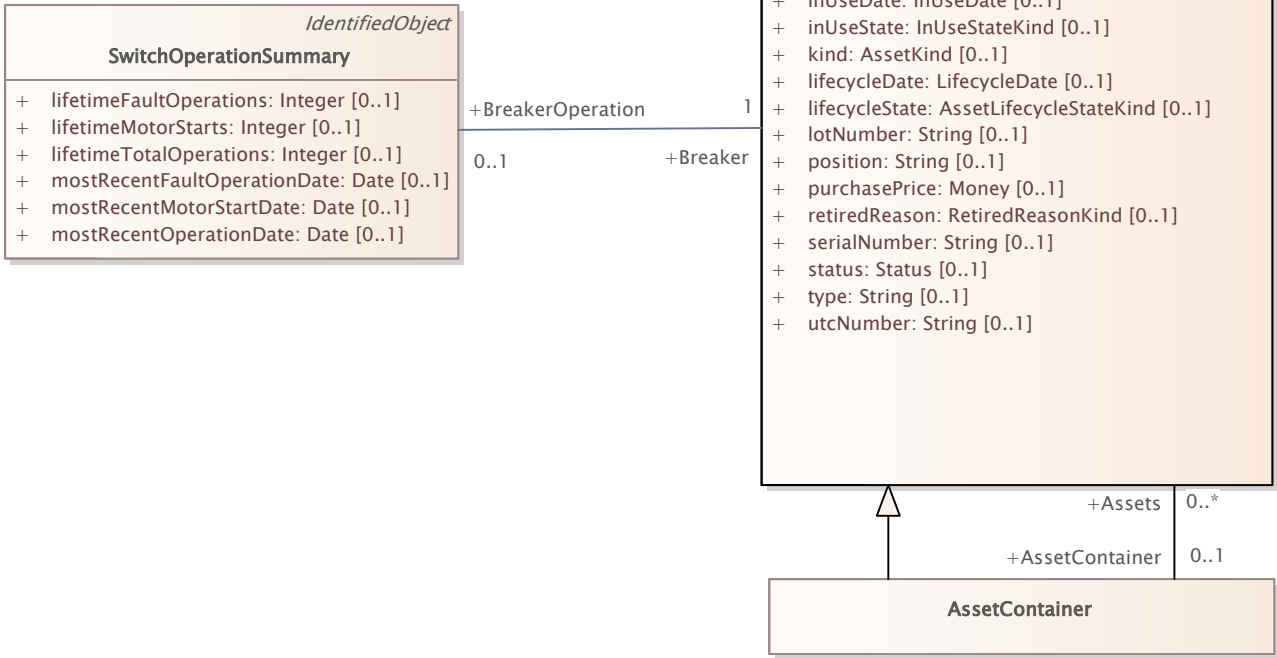 IdentifiedObject
SwitchOperationSummary
+ lifetimeFaultOperations: Integer [0..1]
+ lifetimeMotorStarts: Integer [0..1]
+ lifetimeTotalOperations: Integer [0..1]
+ mostRecentFaultOperationDate: Date [0..1]
+ mostRecentMotorStartDate: Date [0..1]
+ mostRecentOperationDate: Date [0..1]
+BreakerOperation
1
0..1
+Breaker
+ inUseDate: InUseDate [0..1]
+ inUseState: InUseStateKind [0..1]
+ kind: AssetKind [0..1]
+ lifecycleDate: LifecycleDate [0..1]
+ lifecycleState: AssetLifecycleStateKind [0..1]
+ lotNumber: String [0..1]
+ position: String [0..1]
+ purchasePrice: Money [0..1]
+ retiredReason: RetiredReasonKind [0..1]
+ serialNumber: String [0..1]
+ status: Status [0..1]
+ type: String [0..1]
+ utcNumber: String [0..1]
+Assets 0..*
+AssetContainer 0..1
AssetContainer